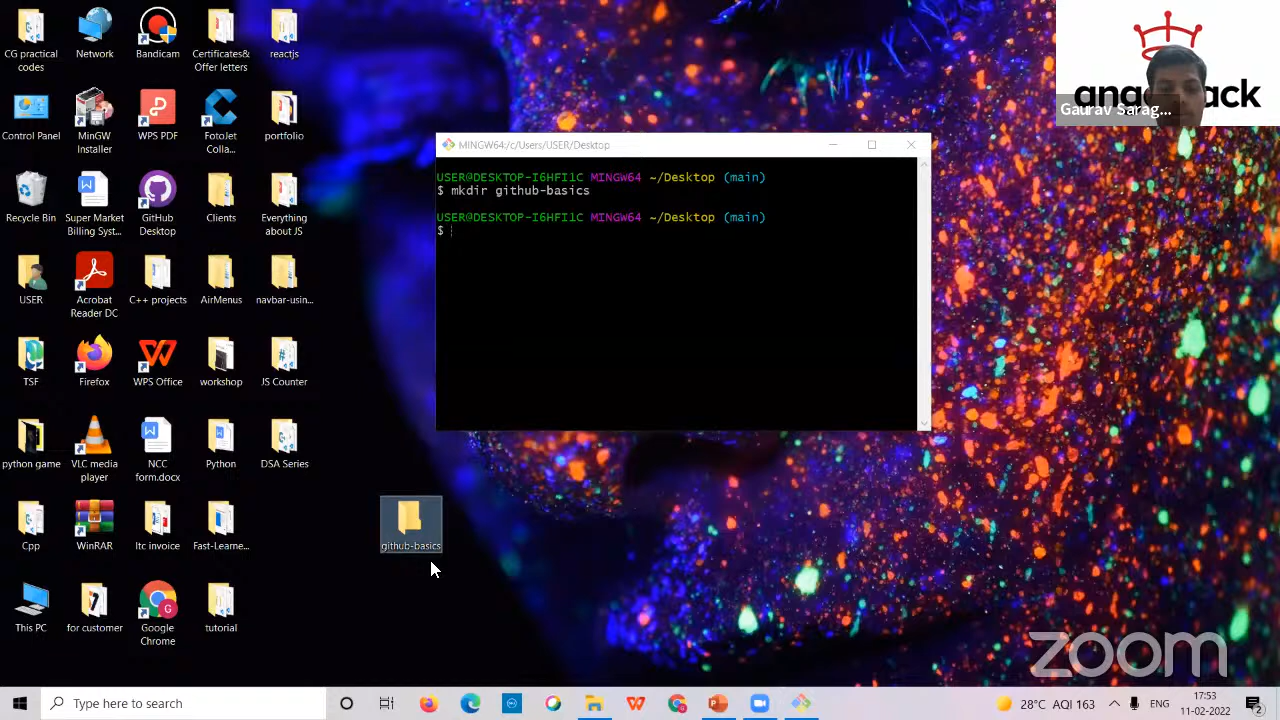 CG practical
codes
Network
Bandicam
Certificates&
Offer letters
reactjs
Control Panel
MinGW
Installer
WPS PDF
FotoJet
Colla...
portfolio
Recycle Bin
Super Market
Billing Syst...
GitHub
Desktop
Clients
Everything
about JS
USER
Acrobat
Reader DC
C++ projects
AirMenus
navbar-usin...
TSF
Firefox
WPS Office
workshop
JS Counter
python game
VLC media
player
NCC
form.docx
Python
DSA Series
Cpp
WinRAR
ltc invoice
Fast-Learne...
github-basics
This PC
for customer
Google
Chrome
tutorial
MINGW64:/c/Users/USER/Desktop
USER@DESKTOP-I6HFI1C MINGW64 ~/Desktop (main)
$ mkdir github-basics
USER@DESKTOP-I6HFI1C MINGW64 ~/Desktop (main)
$
Gaurav Sarag...
zoom
Type here to search
28°C AQI 163
ENG
17:53
11-02-2022
2